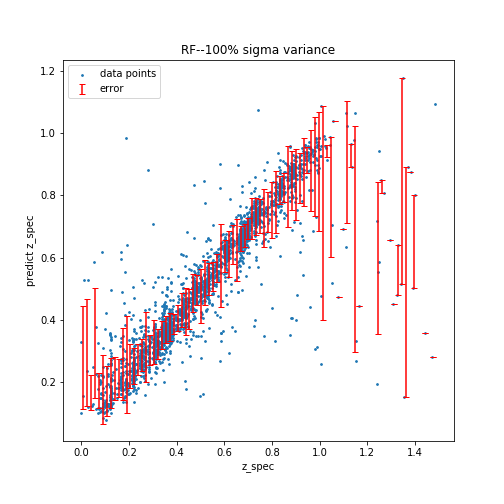 RF--100% sigma variance
data points
error
predict z_spec
1.2
1.0
0.8
0.6
0.4
0.2
0.0 0.2 0.4 0.6 0.8 1.0 1.2 1.4
z_spec